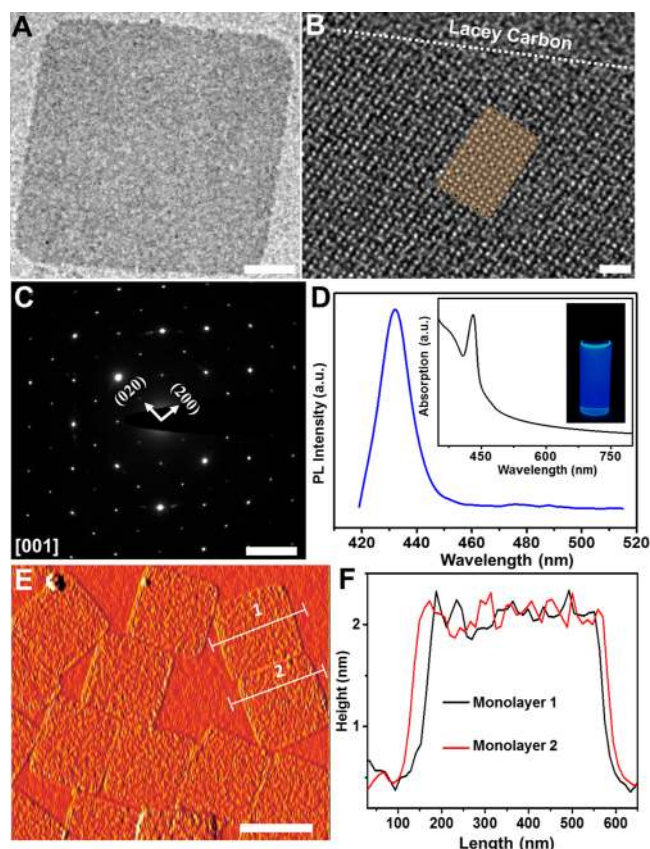 A
B
Lacey Carbon
C
(020)
(200)
[001]
D
PL Intensity (a.u.)
Absorption (a.u.)
450
600
750
Wavelength (nm)
420
440
460
480
500
520
Wavelength (nm)
E
1
2
F
Height (nm)
2
1
Monolayer 1
Monolayer 2
100
200
300
400
500
600
Length (nm)